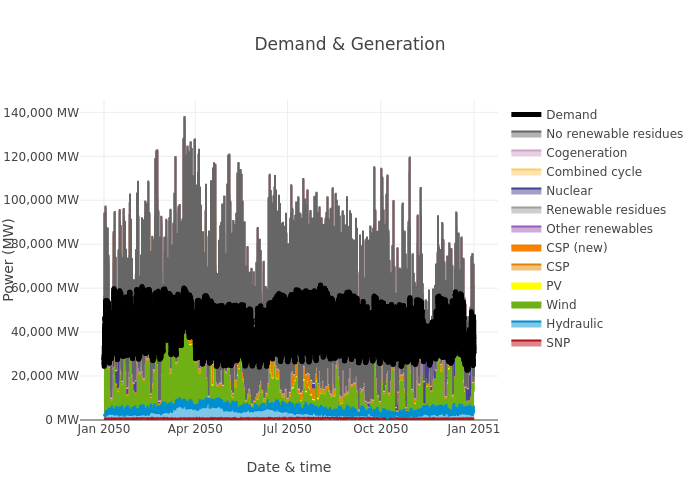 Demand & Generation
140,000 MW
120,000 MW
100,000 MW
80,000 MW
60,000 MW
40,000 MW
20,000 MW
0 MW
Power (MW)
Jan 2050
Apr 2050
Jul 2050
Oct 2050
Jan 2051
Date & time
Demand
No renewable residues
Cogeneration
Combined cycle
Nuclear
Renewable residues
Other renewables
CSP (new)
CSP
PV
Wind
Hydraulic
SNP